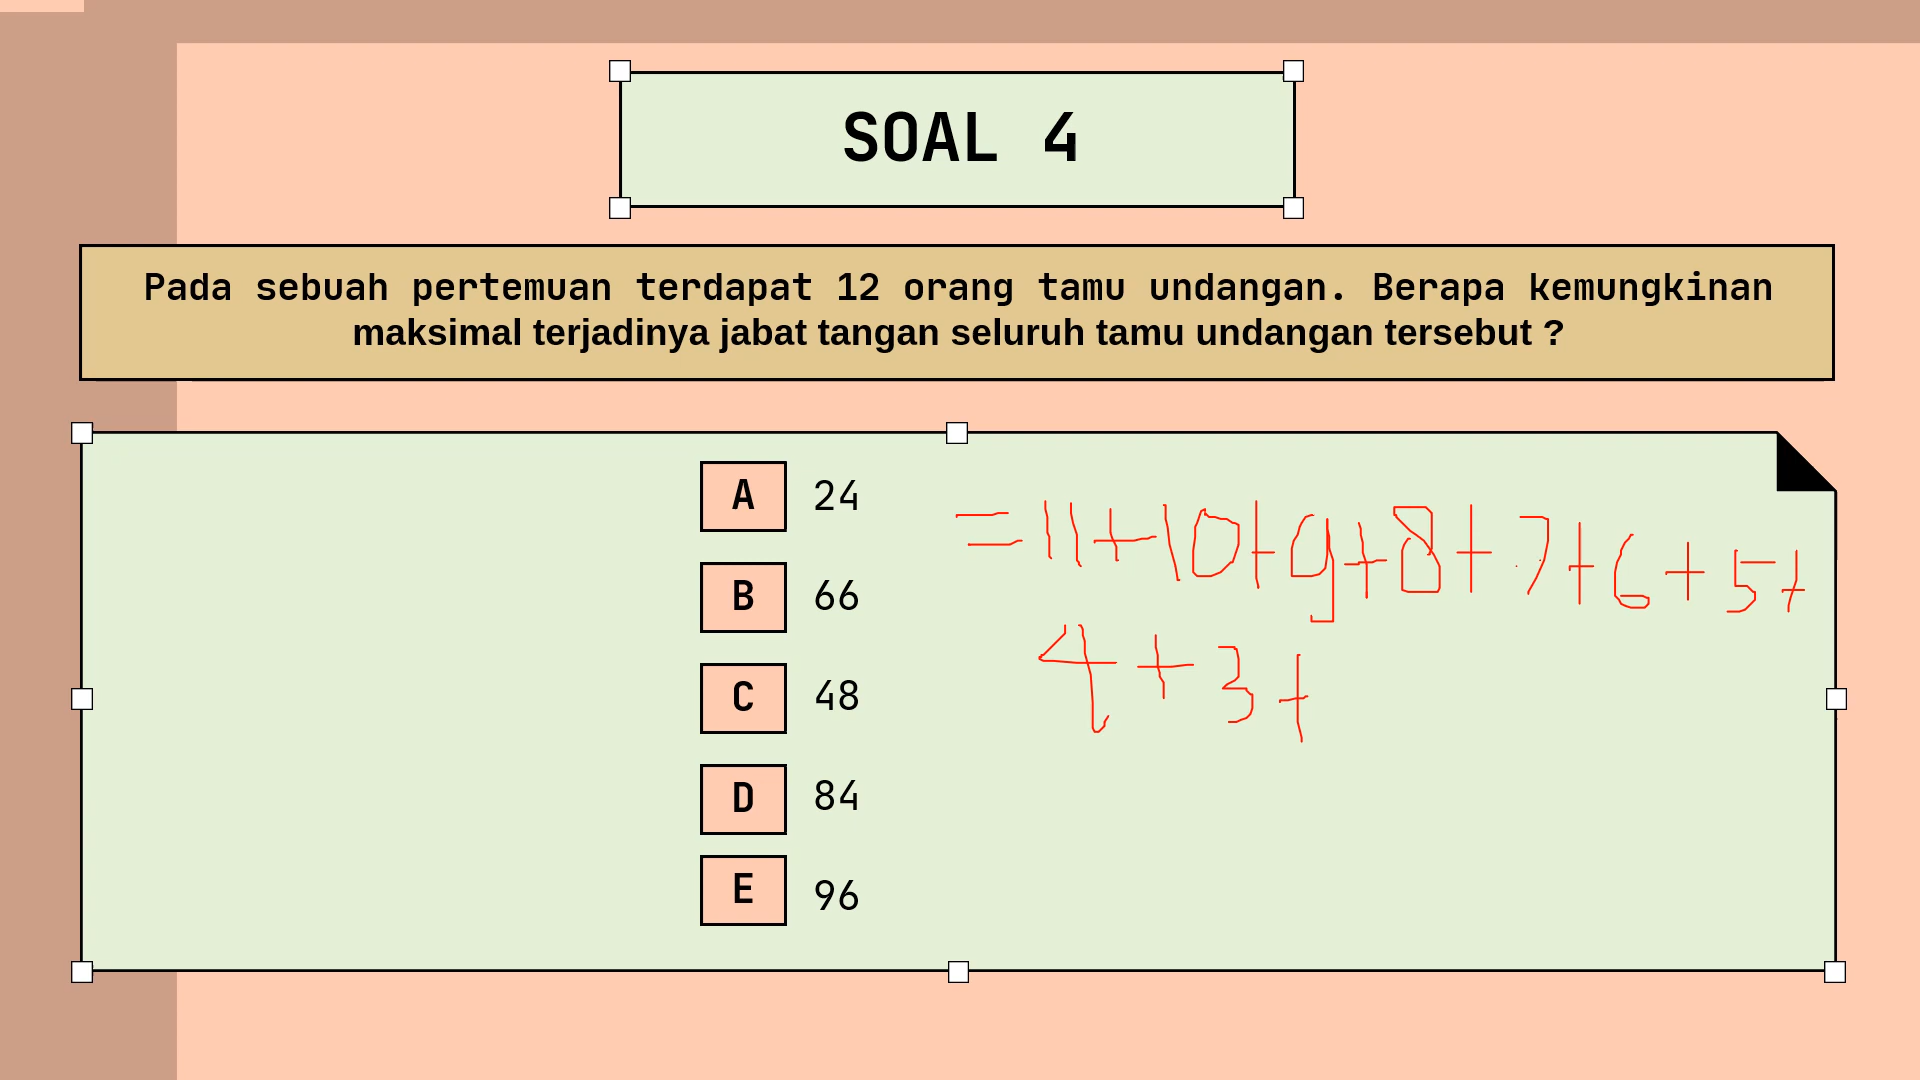 SOAL 4
Pada sebuah pertemuan terdapat 12 orang tamu undangan. Berapa kemungkinan
maksimal terjadinya jabat tangan seluruh tamu undangan tersebut ?
A 24
B 66
C 48
D 84
E 96
= 11 + 10 + 9 + 8 + 7 + 6 + 5 +
4 + 3 +